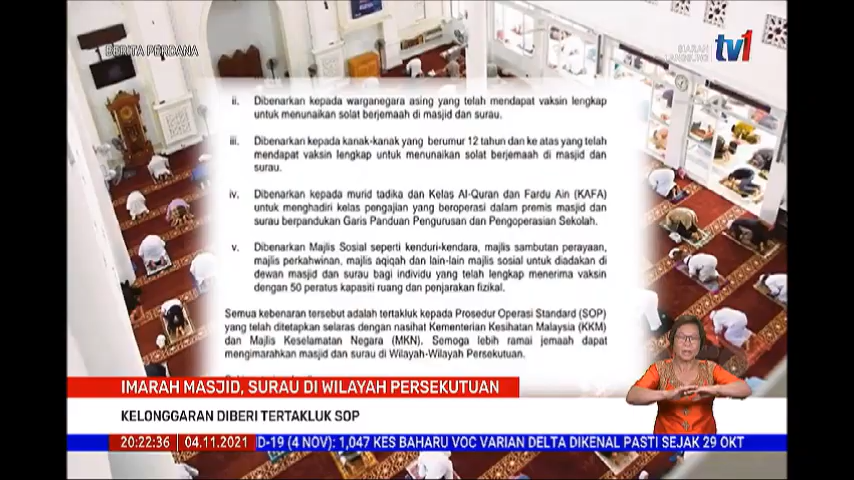 BERITA PERDANA
SIARAN
LANGSUNG
tv1
ii. Dibenarkan kepada warganegara asing yang telah mendapat vaksin lengkap
untuk menunaikan solat berjemaah di masjid dan surau.
iii. Dibenarkan kepada kanak-kanak yang berumur 12 tahun dan ke atas yang telah
mendapat vaksin lengkap untuk menunaikan solat berjemaah di masjid dan
surau.
iv. Dibenarkan kepada murid tadika dan Kelas Al-Quran dan Fardu Ain (KAFA)
untuk menghadiri kelas pengajian yang beroperasi dalam premis masjid dan
surau berpandukan Garis Panduan Pengurusan dan Pengoperasian Sekolah.
v. Dibenarkan Majlis Sosial seperti kenduri-kendara, majlis sambutan perayaan,
majlis perkahwinan, majlis aqiqah dan lain-lain majlis sosial untuk diadakan di
dewan masjid dan surau bagi individu yang telah lengkap menerima vaksin
dengan 50 peratus kapasiti ruang dan penjarakan fizikal.
Semua kebenaran tersebut adalah tertakluk kepada Prosedur Operasi Standard (SOP)
yang telah ditetapkan selaras dengan nasihat Kementerian Kesihatan Malaysia (KKM)
dan Majlis Keselamatan Negara (MKN). Semoga lebih ramai jemaah dapat
mengimarahkan masjid dan surau di Wilayah-Wilayah Persekutuan.
IMARAH MASJID, SURAU DI WILAYAH PERSEKUTUAN
KELONGGARAN DIBERI TERTAKLUK SOP
20:22:36 04.11.2021 D-19 (4 NOV): 1,047 KES BAHARU VOC VARIAN DELTA DIKENAL PASTI SEJAK 29 OKT